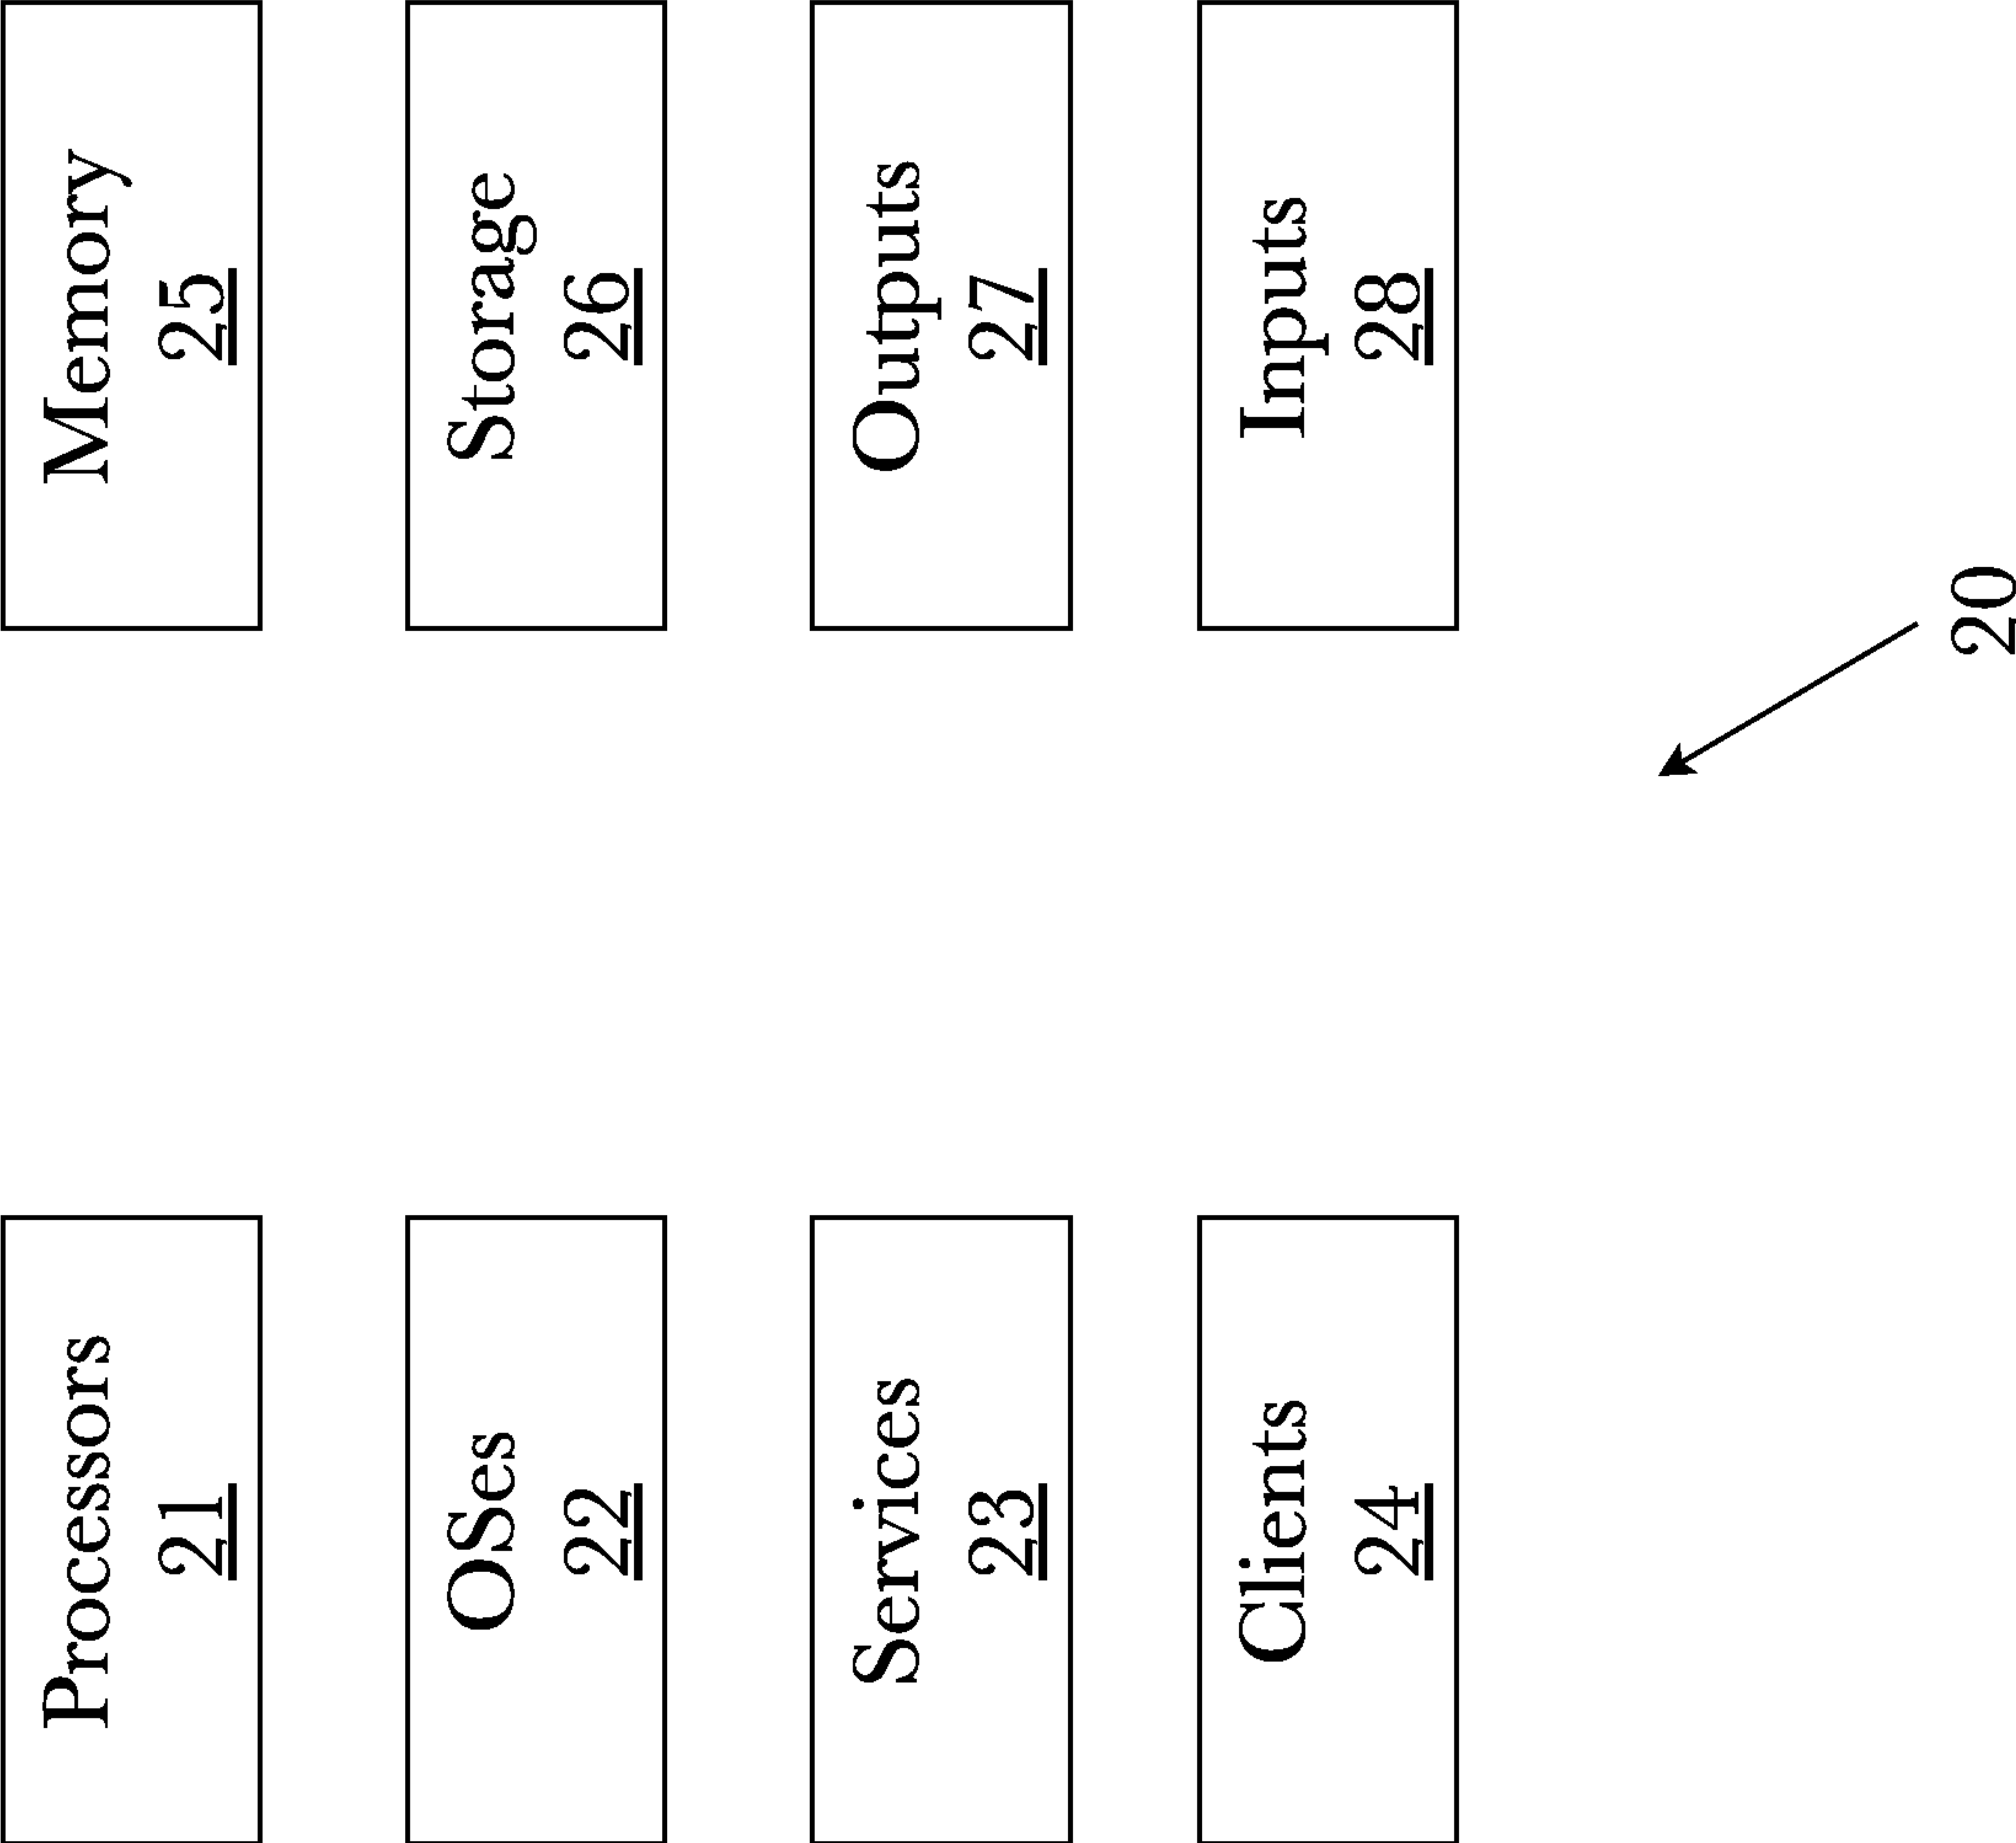 Processors
21
Memory
25
OSes
22
Storage
26
Services
23
Outputs
27
Clients
24
Inputs
28
20